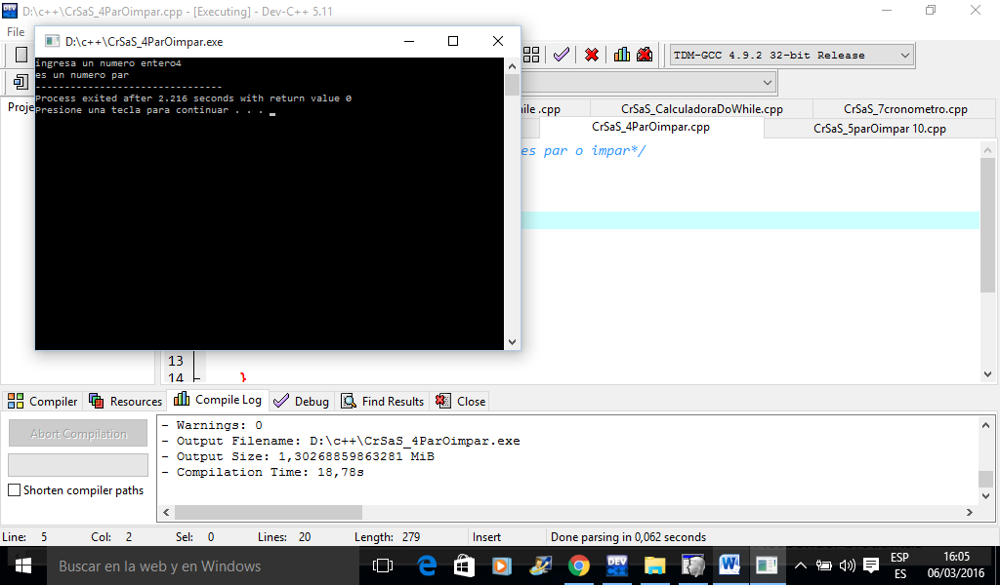 D:\c++\CrSaS_4ParOimpar.cpp - [Executing] - Dev-C++ 5.11
File
D:\c++\CrSaS_4ParOimpar.exe
ingresa un numero entero4
es un numero par
--------------------------------
Process exited after 2.216 seconds with return value 0
Presione una tecla para continuar . . .
TDM-GCC 4.9.2 32-bit Release
Proje
.cpp CrSaS_CalculadoraDoWhile.cpp CrSaS_7cronometro.cpp
CrSaS_4ParOimpar.cpp CrSaS_5parOimpar 10.cpp
es par o impar*/
13
14 }
Compiler Resources Compile Log Debug Find Results Close
Abort Compilation
Shorten compiler paths
- Warnings: 0
- Output Filename: D:\c++\CrSaS_4ParOimpar.exe
- Output Size: 1,30268859863281 MiB
- Compilation Time: 18,78s
Line: 5 Col: 2 Sel: 0 Lines: 20 Length: 279 Insert Done parsing in 0,062 seconds
Buscar en la web y en Windows
DEV
ESP
ES
16:05
06/03/2016